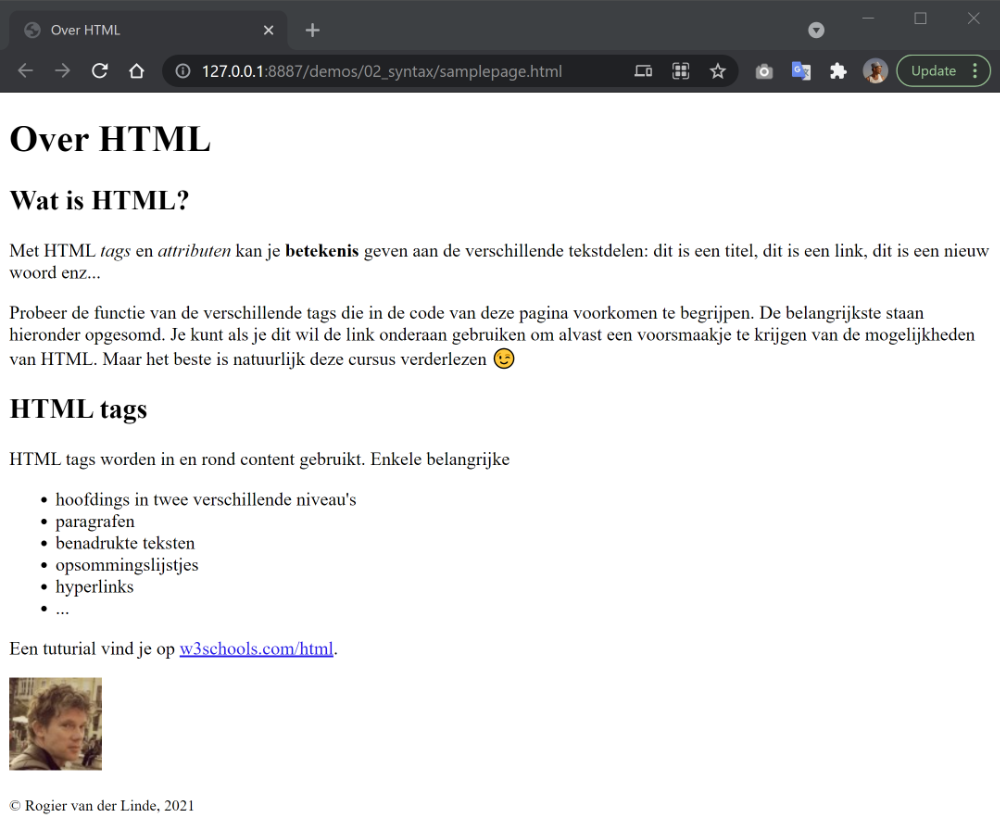 Over HTML
127.0.0.1:8887/demos/02_syntax/samplepage.html
Update
Over HTML
Wat is HTML?
Met HTML tags en attributen kan je betekenis geven aan de verschillende tekstdelen: dit is een titel, dit is een link, dit is een nieuw
woord enz...
Probeer de functie van de verschillende tags die in de code van deze pagina voorkomen te begrijpen. De belangrijkste staan
hieronder opgesomd. Je kunt als je dit wil de link onderaan gebruiken om alvast een voorsmaakje te krijgen van de mogelijkheden
van HTML. Maar het beste is natuurlijk deze cursus verderlezen 😉
HTML tags
HTML tags worden in en rond content gebruikt. Enkele belangrijke
• hoofdings in twee verschillende niveau's
• paragrafen
• benadrukte teksten
• opsommingslijstjes
• hyperlinks
• ...
Een tuturial vind je op w3schools.com/html.
© Rogier van der Linde, 2021